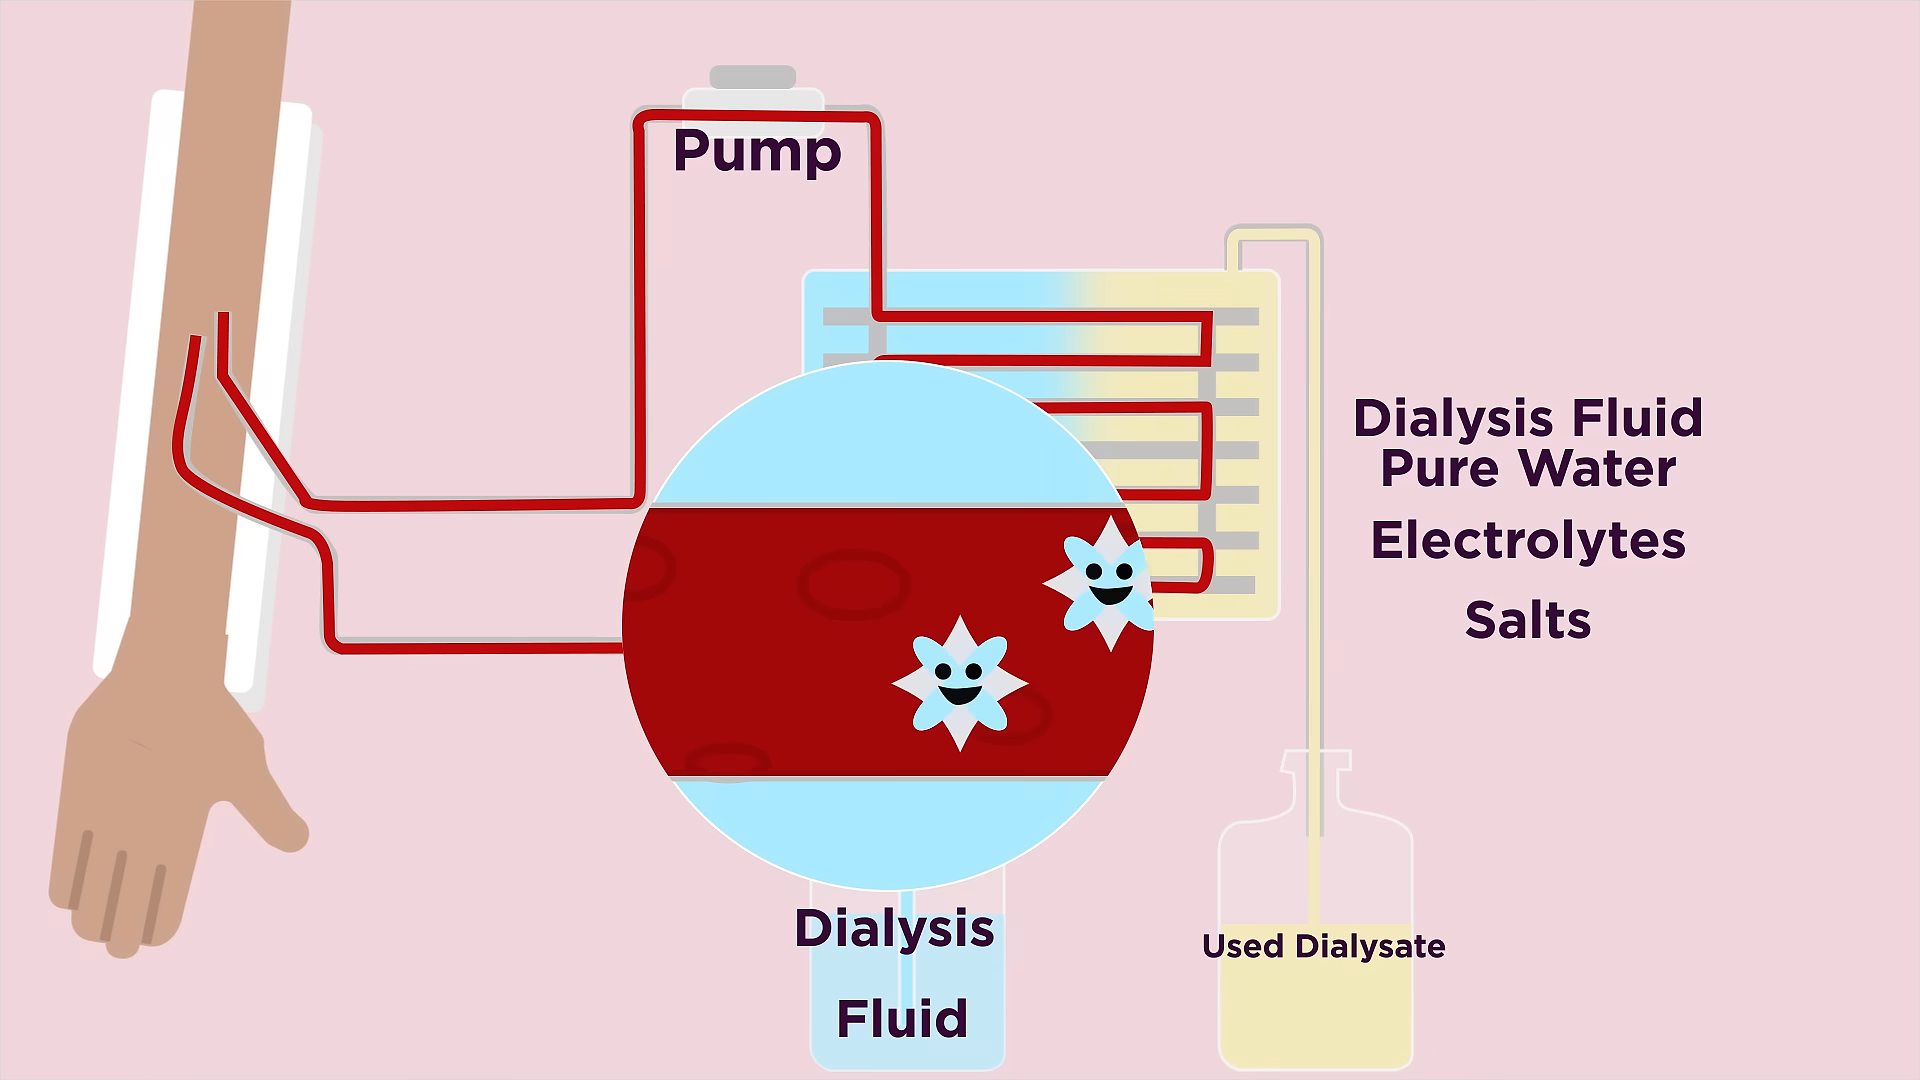 Pump
Dialysis Fluid
Pure Water
Electrolytes
Salts
Dialysis
Fluid
Used Dialysate